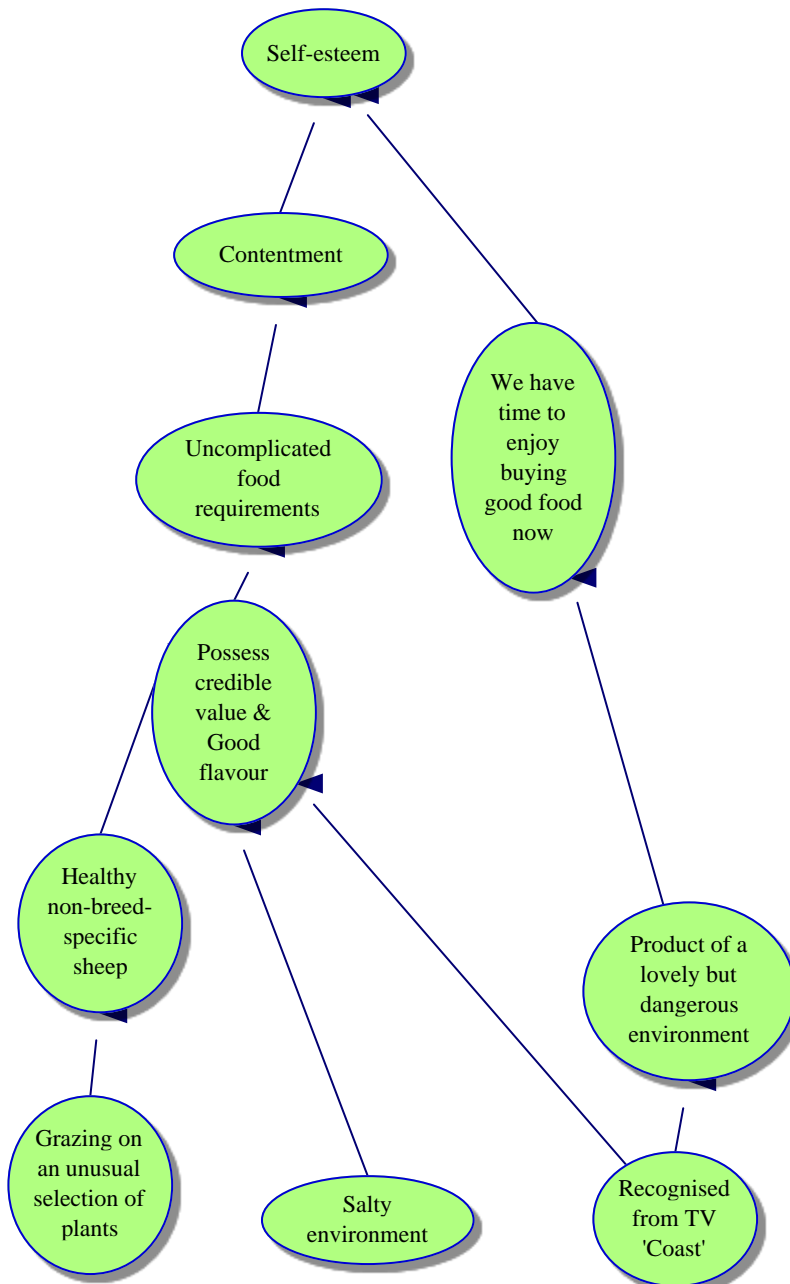 Self-esteem
Contentment
We have
time to
enjoy
buying
good food
now
Uncomplicated
food
requirements
Possess
credible
value &
Good
flavour
Healthy
non-breed-
specific
sheep
Product of a
lovely but
dangerous
environment
Grazing on
an unusual
selection of
plants
Salty
environment
Recognised
from TV
'Coast'